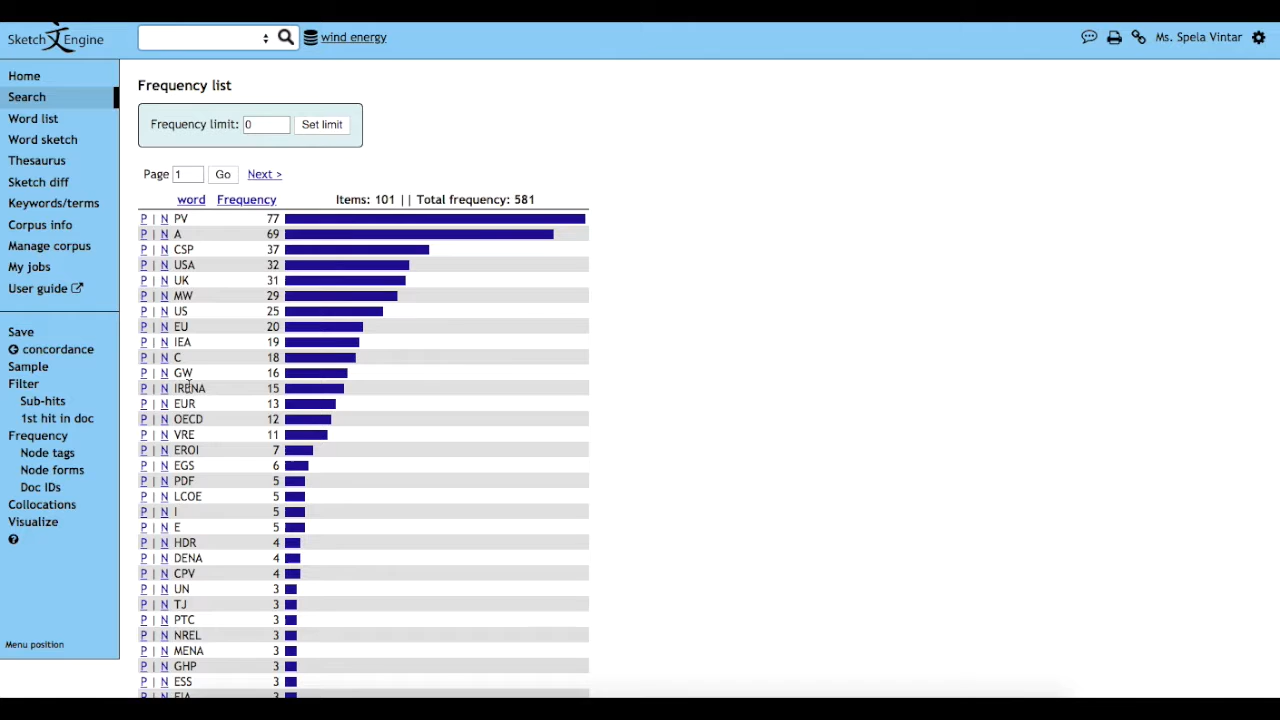 Sketch Engine
wind energy
Ms. Spela Vintar
Home
Search
Word list
Word sketch
Thesaurus
Sketch diff
Keywords/terms
Corpus info
Manage corpus
My jobs
User guide
Save
concordance
Sample
Filter
Sub-hits
1st hit in doc
Frequency
Node tags
Node forms
Doc IDs
Collocations
Visualize
?
Menu position
Frequency list
Frequency limit: 0 Set limit
Page 1 Go Next >
word Frequency Items: 101 || Total frequency: 581
P | N PV 77
P | N A 69
P | N CSP 37
P | N USA 32
P | N UK 31
P | N MW 29
P | N US 25
P | N EU 20
P | N IEA 19
P | N C 18
P | N GW 16
P | N IRENA 15
P | N EUR 13
P | N OECD 12
P | N VRE 11
P | N EROI 7
P | N EGS 6
P | N PDF 5
P | N LCOE 5
P | N I 5
P | N E 5
P | N HDR 4
P | N DENA 4
P | N CPV 4
P | N UN 3
P | N TJ 3
P | N PTC 3
P | N NREL 3
P | N MENA 3
P | N GHP 3
P | N ESS 3
P | N EIA 3